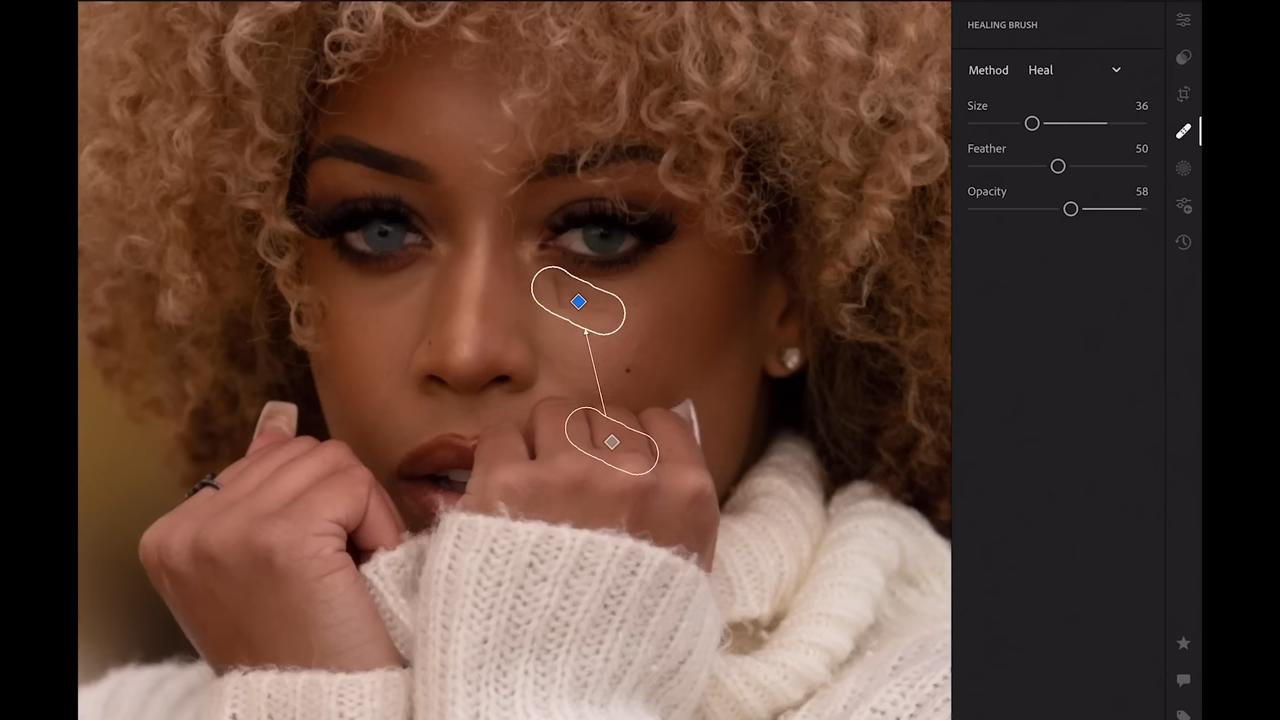 HEALING BRUSH
Method Heal
Size 36
Feather 50
Opacity 58